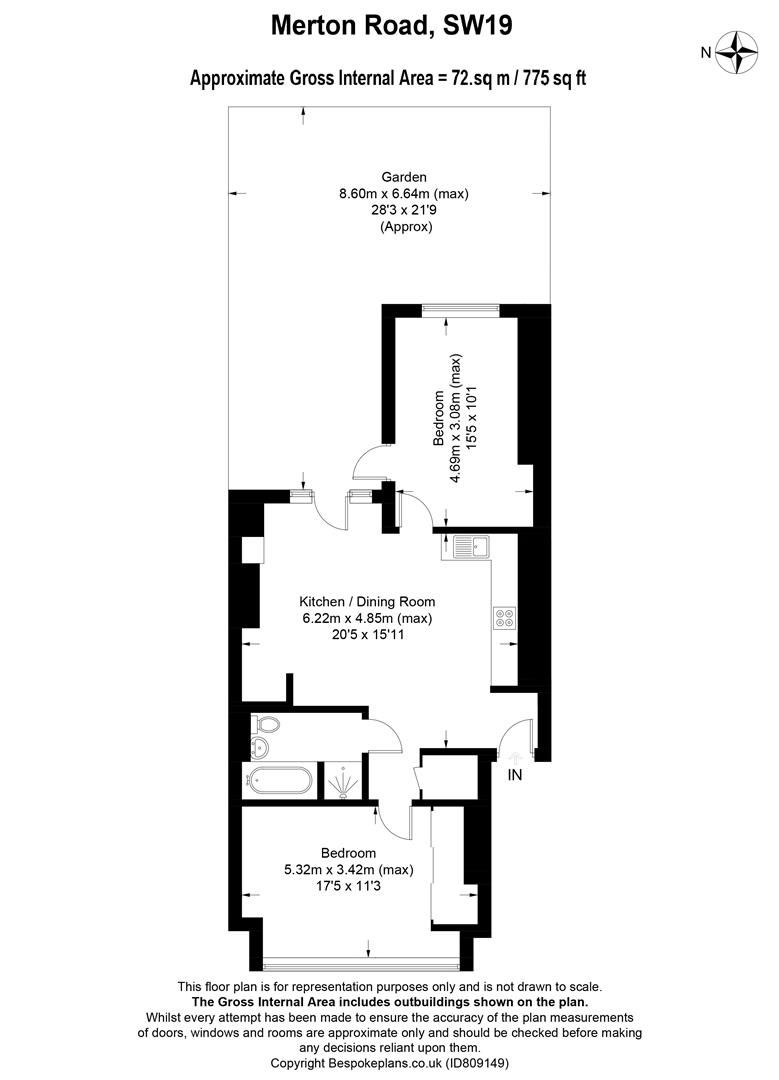 Merton Road, SW19
N
Approximate Gross Internal Area = 72.sq m / 775 sq ft
Garden
8.60m x 6.64m (max)
28'3 x 21'9
(Approx)
Bedroom
4.69m x 3.08m (max)
15'5 x 10'1
Kitchen / Dining Room
6.22m x 4.85m (max)
20'5 x 15'11
IN
Bedroom
5.32m x 3.42m (max)
17'5 x 11'3
This floor plan is for representation purposes only and is not drawn to scale.
The Gross Internal Area includes outbuildings shown on the plan.
Whilst every attempt has been made to ensure the accuracy of the plan measurements
of doors, windows and rooms are approximate only and should be checked before making
any decisions reliant upon them.
Copyright Bespokeplans.co.uk (ID809149)